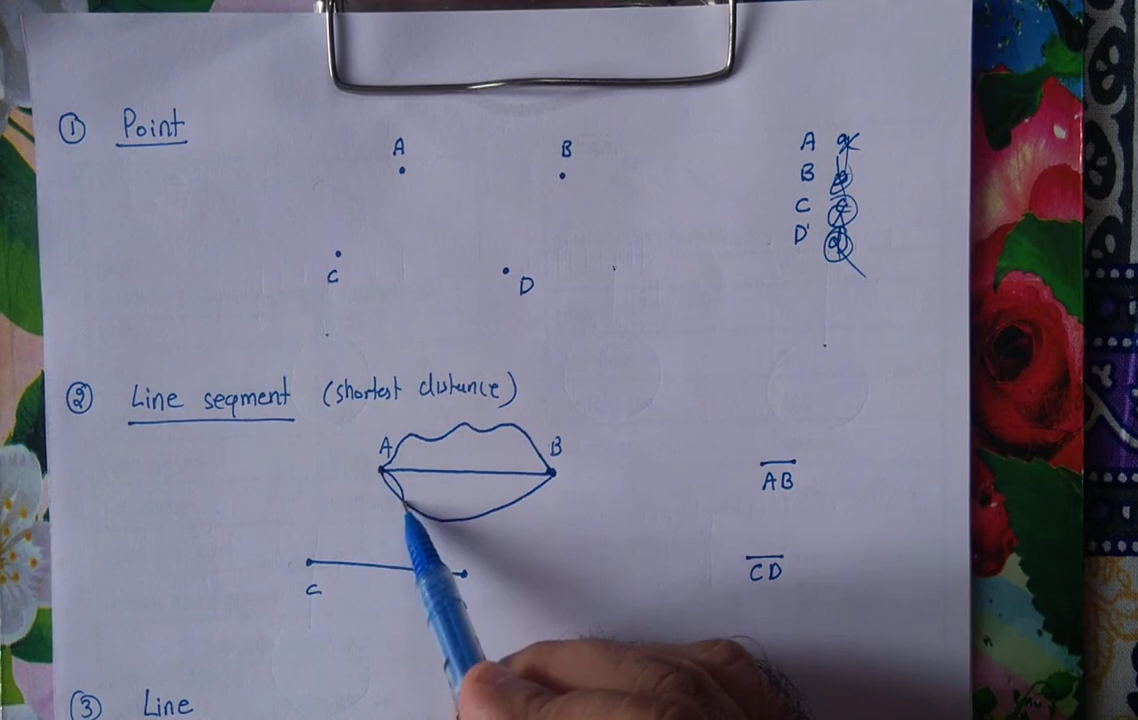 ① Point
A B
A
B
C
D
C D
② Line segment (shortest distance)
A B
AB
C
CD
③ Line